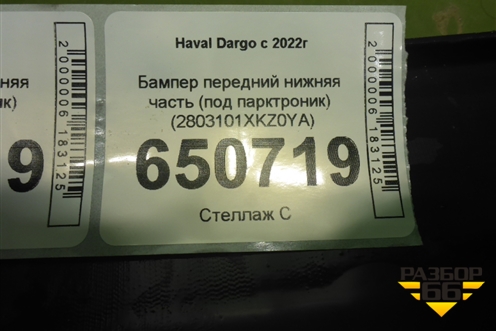 Haval Dargo с 2022г
Бампер передний нижняя
часть (под парктроник)
(2803101XKZ0YA)
650719
Стеллаж С
2000006183125
2000006183125
няя
ик)
9
2000006183125
РАЗБОР
66